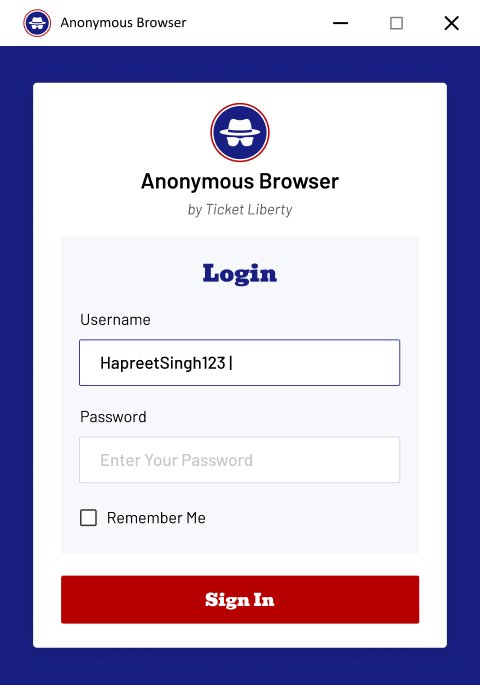 Anonymous Browser
Anonymous Browser
by Ticket Liberty
Login
Username
HapreetSingh123 |
Password
Enter Your Password
Remember Me
Sign In